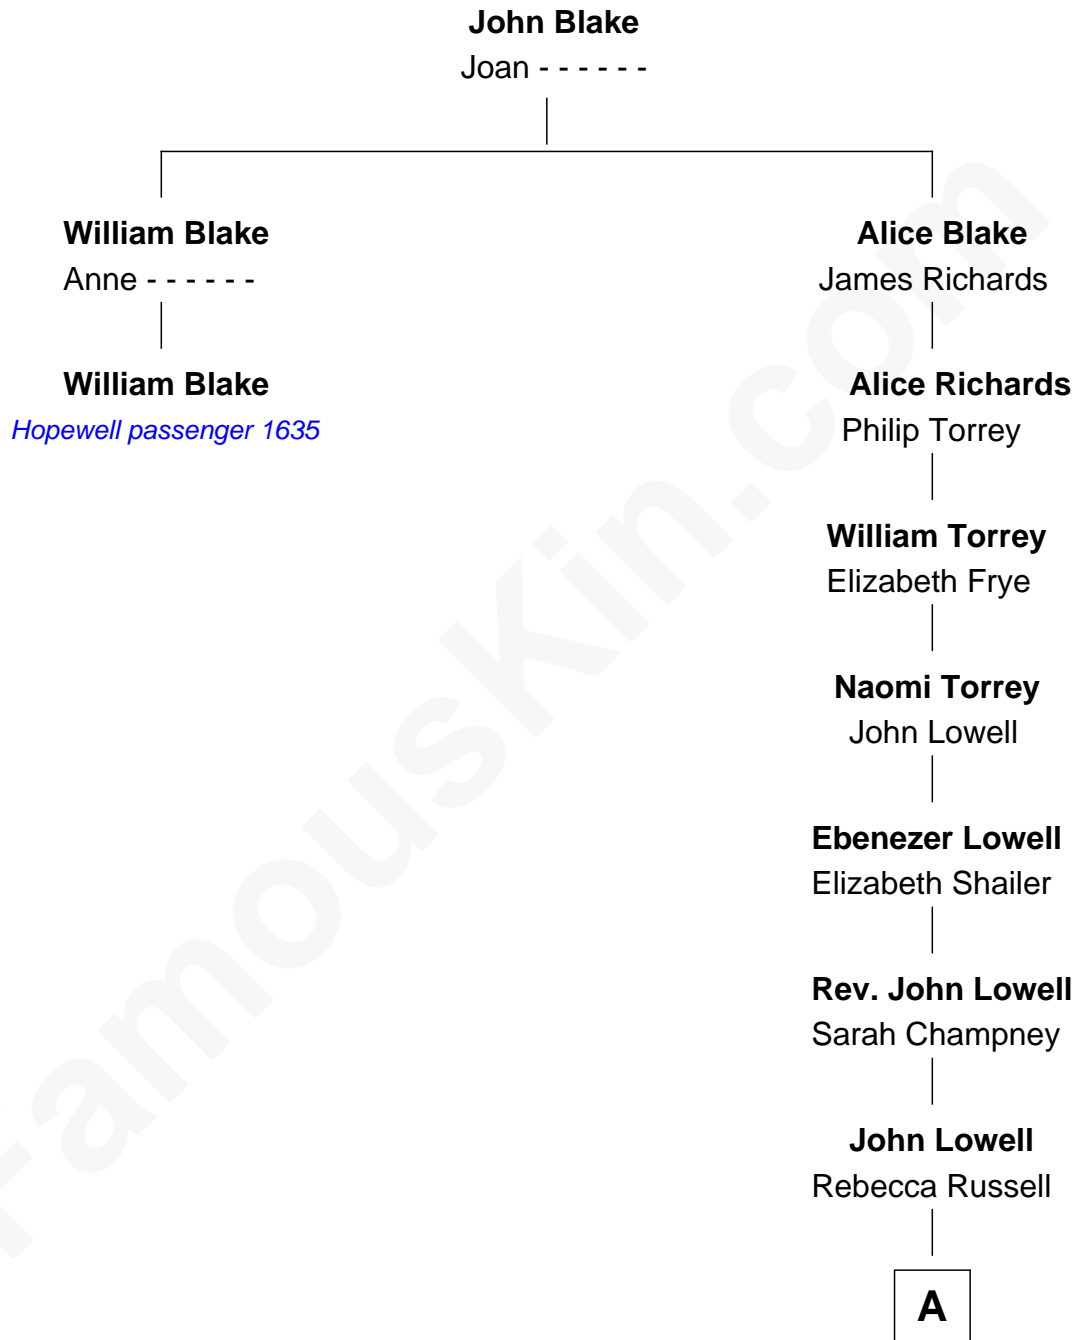 John Blake
Joan - - - - - -
William Blake
Anne - - - - - -
William Blake
Hopewell passenger 1635
Alice Blake
James Richards
Alice Richards
Philip Torrey
William Torrey
Elizabeth Frye
Naomi Torrey
John Lowell
Ebenezer Lowell
Elizabeth Shailer
Rev. John Lowell
Sarah Champney
John Lowell
Rebecca Russell
A
FamousKin.com